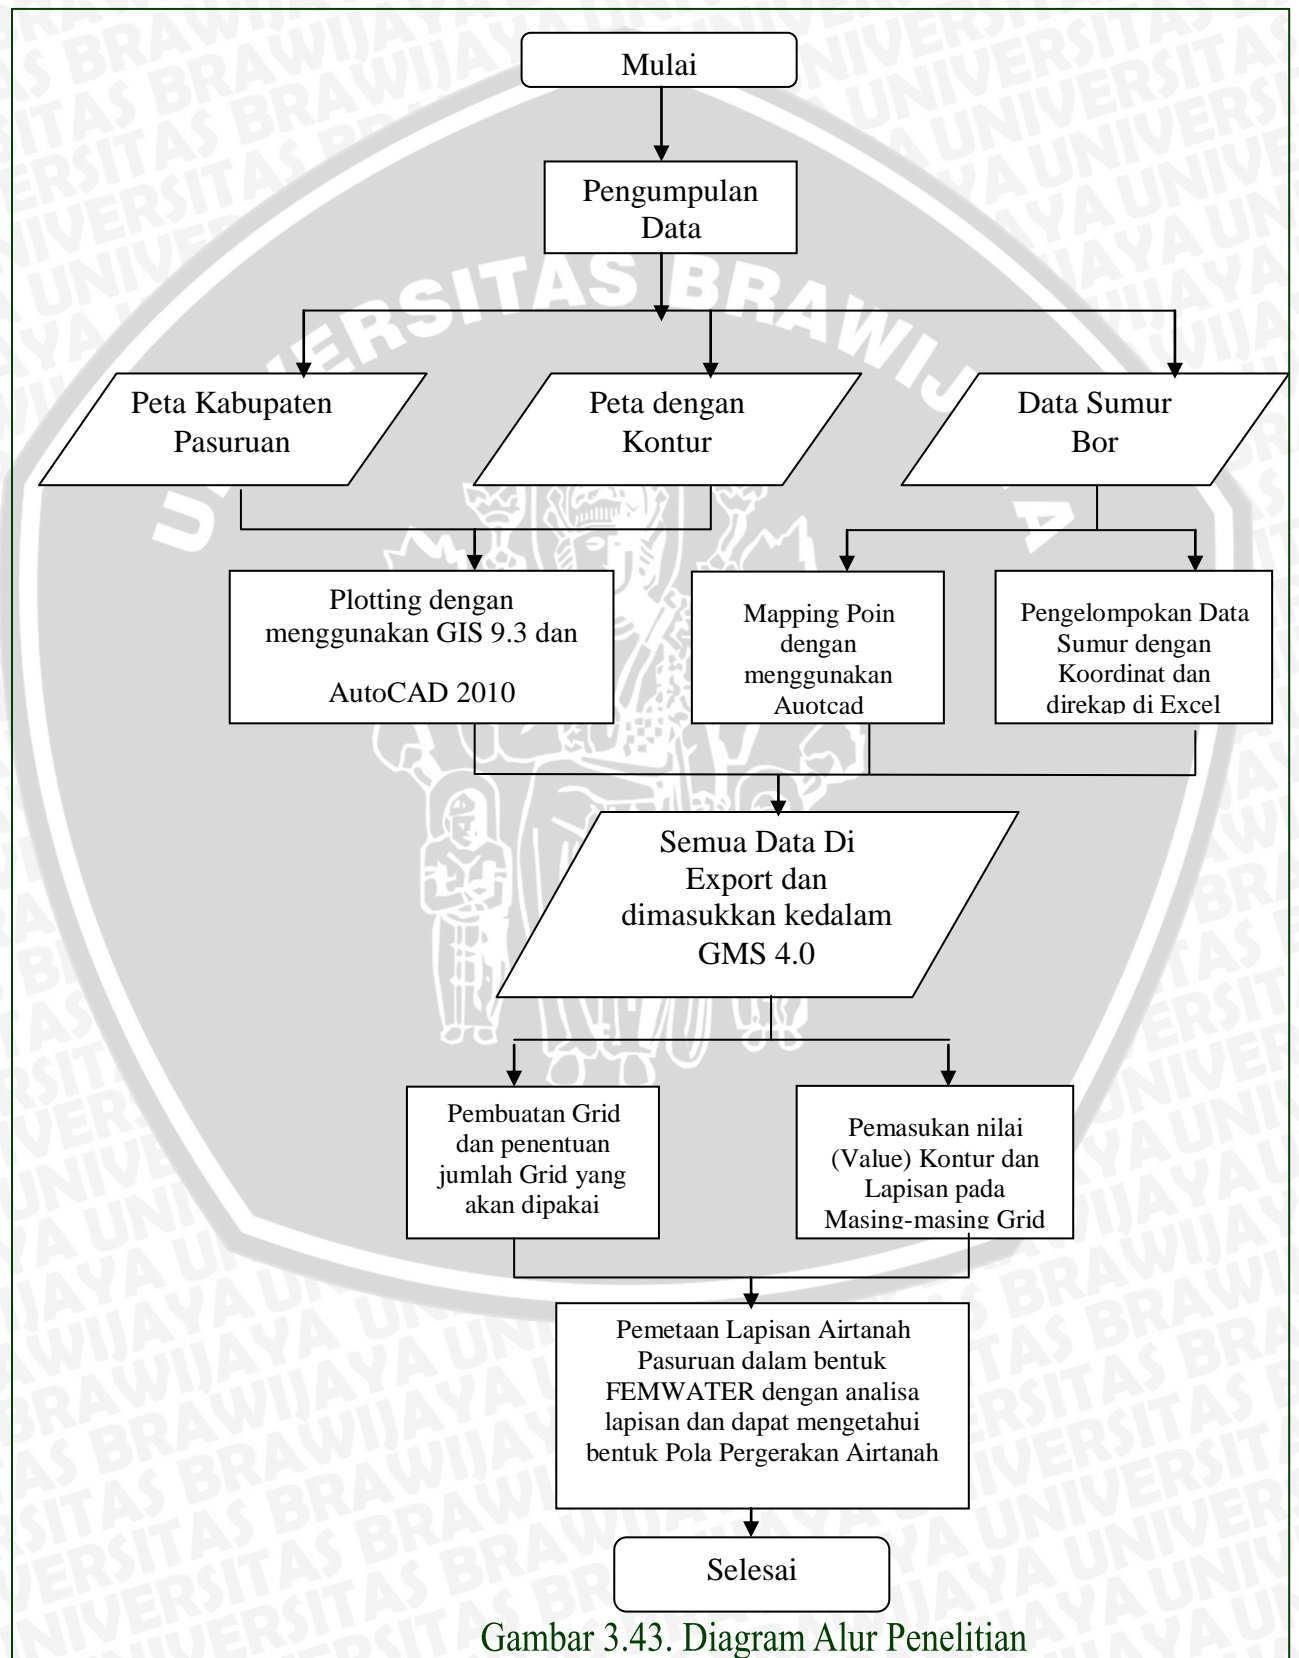 Mulai
Pengumpulan
Data
UNIVERSITAS BRAWIJAYA
Peta Kabupaten
Pasuruan
Peta dengan
Kontur
Data Sumur
Bor
Plotting dengan
menggunakan GIS 9.3 dan
AutoCAD 2010
Mapping Poin
dengan
menggunakan
Auotcad
Pengelompokan Data
Sumur dengan
Koordinat dan
direkap di Excel
Semua Data Di
Export dan
dimasukkan kedalam
GMS 4.0
Pembuatan Grid
dan penentuan
jumlah Grid yang
akan dipakai
Pemasukan nilai
(Value) Kontur dan
Lapisan pada
Masing-masing Grid
Pemetaan Lapisan Airtanah
Pasuruan dalam bentuk
FEMWATER dengan analisa
lapisan dan dapat mengetahui
bentuk Pola Pergerakan Airtanah
Selesai
Gambar 3.43. Diagram Alur Penelitian